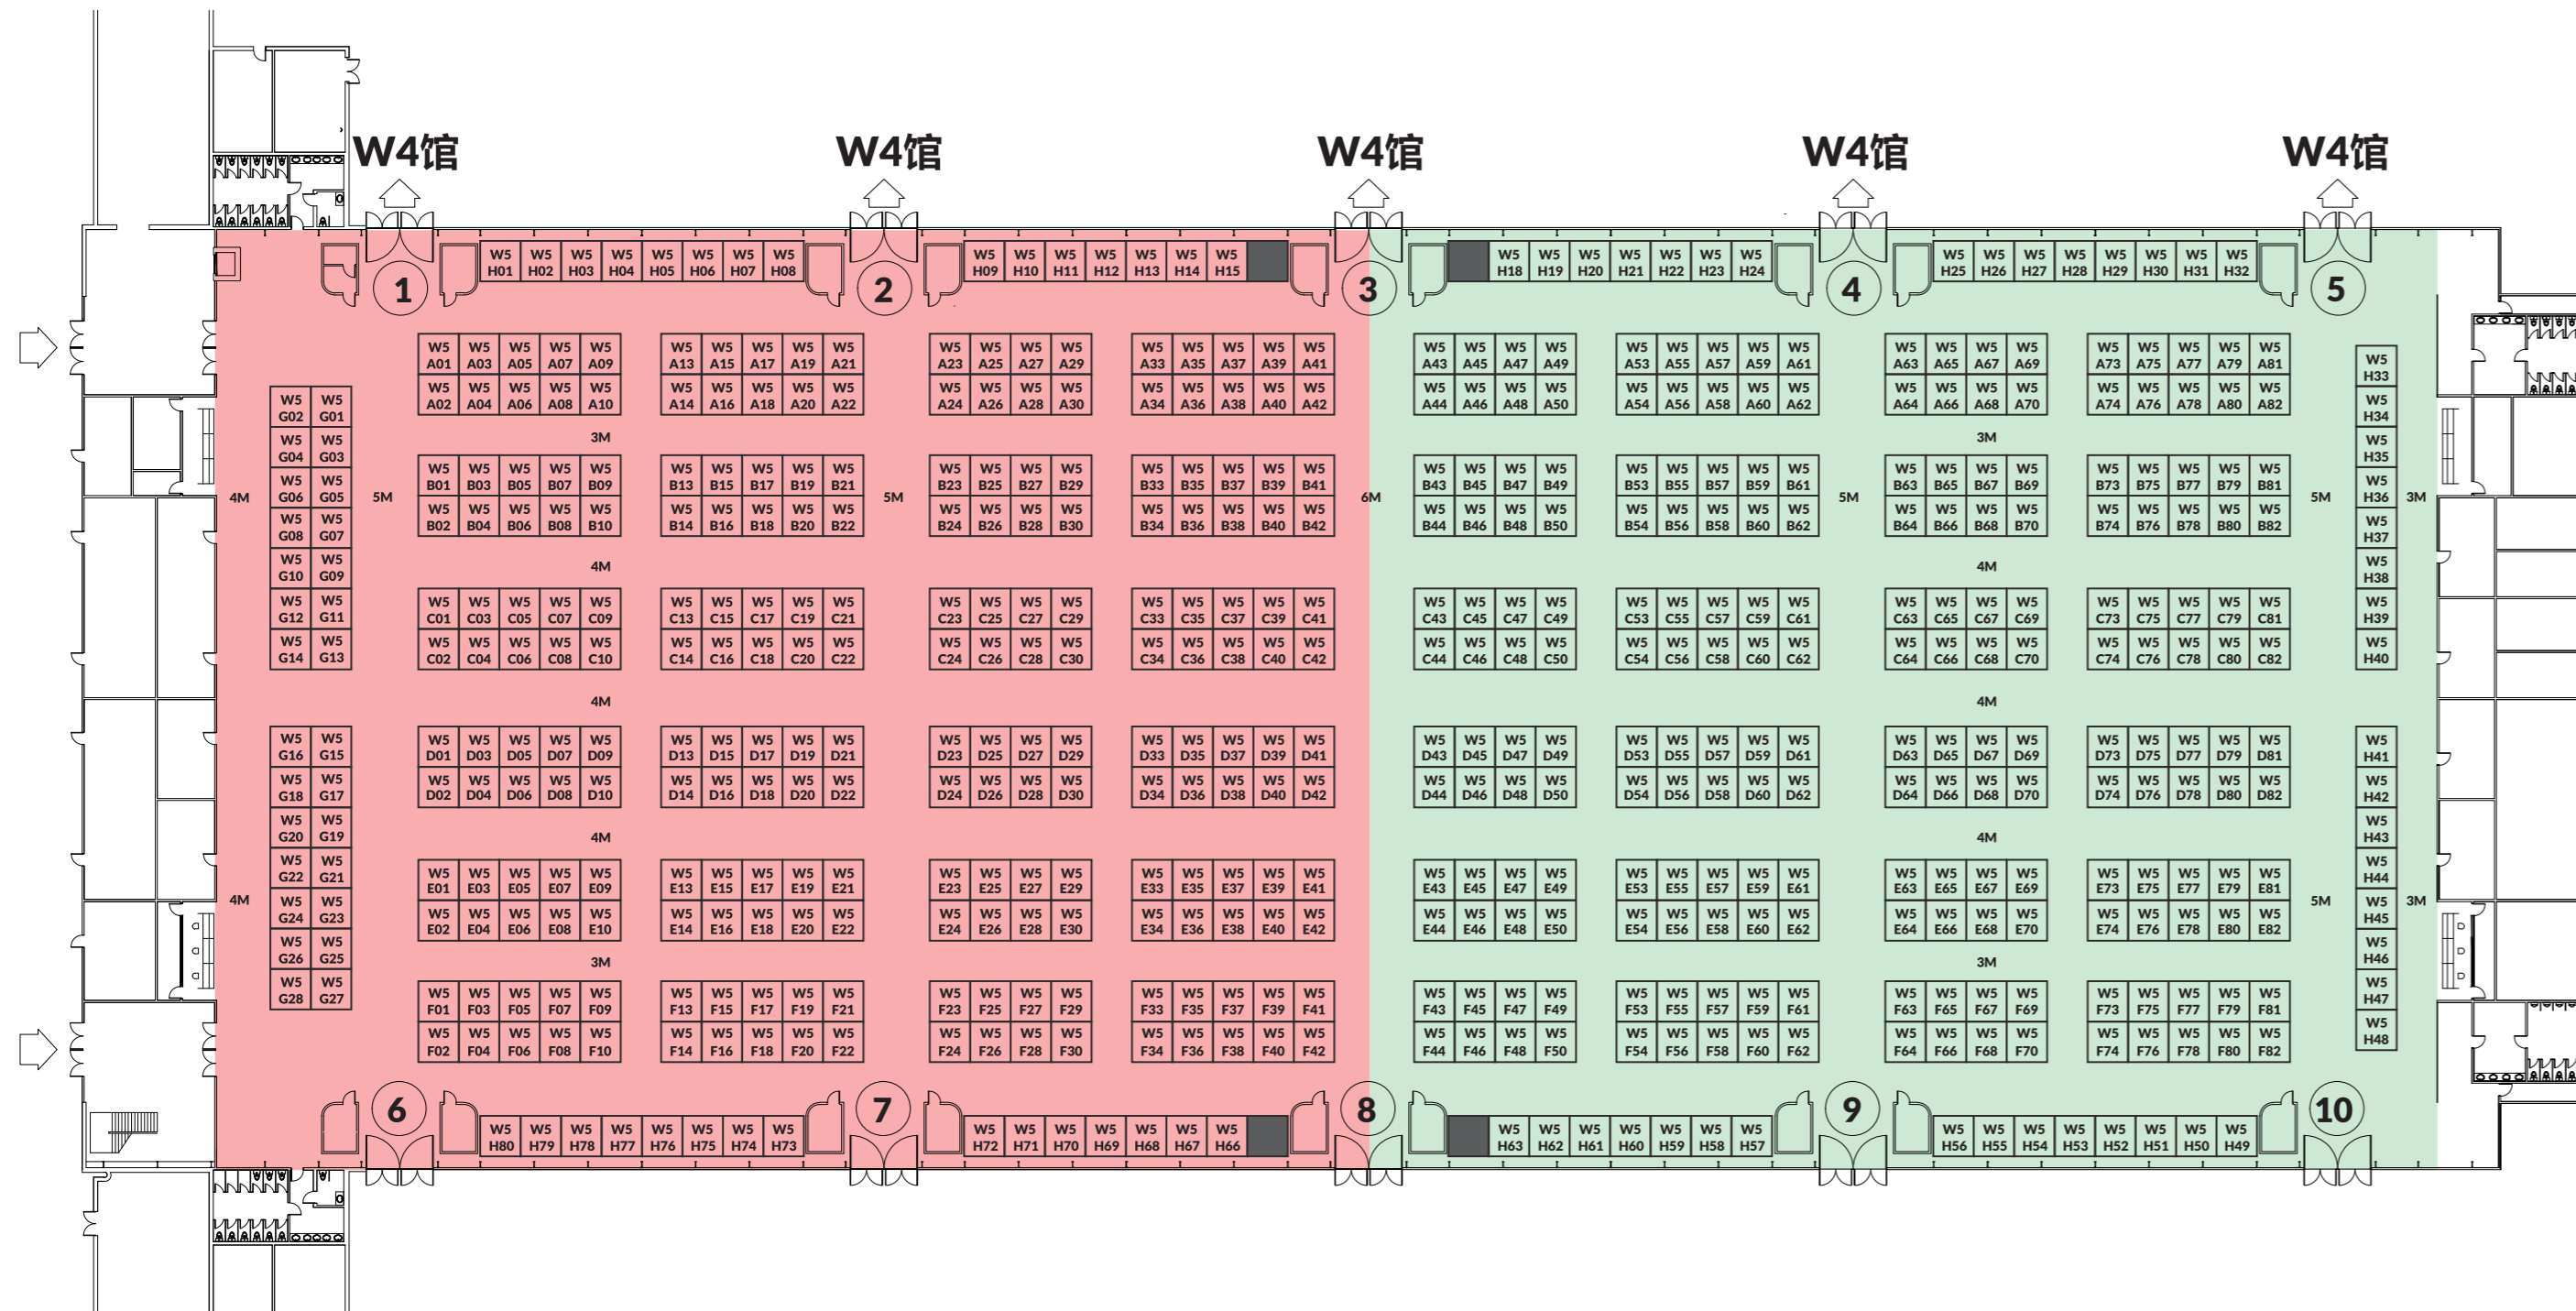 W4馆 W4馆 W4馆 W4馆 W4馆
W5 W5 W5 W5 W5 W5 W5 W5 W5 W5 W5 W5 W5 W5 W5 W5 W5 W5 W5 W5 W5 W5 W5 W5 W5 W5 W5 W5 W5 W5
H01 H02 H03 H04 H05 H06 H07 H08 H09 H10 H11 H12 H13 H14 H15 H18 H19 H20 H21 H22 H23 H24 H25 H26 H27 H28 H29 H30 H31 H32
1 2 3 4 5
W5 W5 W5 W5 W5 W5 W5 W5 W5 W5 W5 W5 W5 W5 W5 W5 W5 W5 W5 W5 W5 W5 W5 W5 W5 W5 W5 W5 W5 W5 W5 W5 W5 W5 W5 W5 W5
A01 A03 A05 A07 A09 A13 A15 A17 A19 A21 A23 A25 A27 A29 A33 A35 A37 A39 A41 A43 A45 A47 A49 A53 A55 A57 A59 A61 A63 A65 A67 A69 A73 A75 A77 A79 A81
W5 W5 W5 W5 W5 W5 W5 W5 W5 W5 W5 W5 W5 W5 W5 W5 W5 W5 W5 W5 W5 W5 W5 W5 W5 W5 W5 W5 W5 W5 W5 W5 W5 W5 W5 W5 W5
A02 A04 A06 A08 A10 A14 A16 A18 A20 A22 A24 A26 A28 A30 A34 A36 A38 A40 A42 A44 A46 A48 A50 A54 A56 A58 A60 A62 A64 A66 A68 A70 A74 A76 A78 A80 A82
3M 3M
W5 W5 W5 W5 W5 W5 W5 W5 W5 W5 W5 W5 W5 W5 W5 W5 W5 W5 W5 W5 W5 W5 W5 W5 W5 W5 W5 W5 W5 W5 W5 W5 W5 W5 W5 W5 W5
B01 B03 B05 B07 B09 B13 B15 B17 B19 B21 B23 B25 B27 B29 B33 B35 B37 B39 B41 B43 B45 B47 B49 B53 B55 B57 B59 B61 B63 B65 B67 B69 B73 B75 B77 B79 B81
4M 5M 5M 6M 5M 5M 3M
W5 W5 W5 W5 W5 W5 W5 W5 W5 W5 W5 W5 W5 W5 W5 W5 W5 W5 W5 W5 W5 W5 W5 W5 W5 W5 W5 W5 W5 W5 W5 W5 W5 W5 W5 W5 W5
B02 B04 B06 B08 B10 B14 B16 B18 B20 B22 B24 B26 B28 B30 B34 B36 B38 B40 B42 B44 B46 B48 B50 B54 B56 B58 B60 B62 B64 B66 B68 B70 B74 B76 B78 B80 B82
4M 4M
W5 W5 W5 W5 W5 W5 W5 W5 W5 W5 W5 W5 W5 W5 W5 W5 W5 W5 W5 W5 W5 W5 W5 W5 W5 W5 W5 W5 W5 W5 W5 W5 W5 W5 W5 W5 W5
C01 C03 C05 C07 C09 C13 C15 C17 C19 C21 C23 C25 C27 C29 C33 C35 C37 C39 C41 C43 C45 C47 C49 C53 C55 C57 C59 C61 C63 C65 C67 C69 C73 C75 C77 C79 C81
W5 W5 W5 W5 W5 W5 W5 W5 W5 W5 W5 W5 W5 W5 W5 W5 W5 W5 W5 W5 W5 W5 W5 W5 W5 W5 W5 W5 W5 W5 W5 W5 W5 W5 W5 W5 W5
C02 C04 C06 C08 C10 C14 C16 C18 C20 C22 C24 C26 C28 C30 C34 C36 C38 C40 C42 C44 C46 C48 C50 C54 C56 C58 C60 C62 C64 C66 C68 C70 C74 C76 C78 C80 C82
4M 4M
W5 W5
G02 G01
W5 W5
G04 G03
W5 W5
G06 G05
W5 W5
G08 G07
W5 W5
G10 G09
W5 W5
G12 G11
W5 W5
G14 G13
W5
H33
W5
H34
W5
H35
W5
H36
W5
H37
W5
H38
W5
H39
W5
H40
W5 W5 W5 W5 W5 W5 W5 W5 W5 W5 W5 W5 W5 W5 W5 W5 W5 W5 W5 W5 W5 W5 W5 W5 W5 W5 W5 W5 W5 W5 W5 W5 W5 W5 W5 W5 W5
D01 D03 D05 D07 D09 D13 D15 D17 D19 D21 D23 D25 D27 D29 D33 D35 D37 D39 D41 D43 D45 D47 D49 D53 D55 D57 D59 D61 D63 D65 D67 D69 D73 D75 D77 D79 D81
W5 W5 W5 W5 W5 W5 W5 W5 W5 W5 W5 W5 W5 W5 W5 W5 W5 W5 W5 W5 W5 W5 W5 W5 W5 W5 W5 W5 W5 W5 W5 W5 W5 W5 W5 W5 W5
D02 D04 D06 D08 D10 D14 D16 D18 D20 D22 D24 D26 D28 D30 D34 D36 D38 D40 D42 D44 D46 D48 D50 D54 D56 D58 D60 D62 D64 D66 D68 D70 D74 D76 D78 D80 D82
4M 4M
W5 W5 W5 W5 W5 W5 W5 W5 W5 W5 W5 W5 W5 W5 W5 W5 W5 W5 W5 W5 W5 W5 W5 W5 W5 W5 W5 W5 W5 W5 W5 W5 W5 W5 W5 W5 W5
E01 E03 E05 E07 E09 E13 E15 E17 E19 E21 E23 E25 E27 E29 E33 E35 E37 E39 E41 E43 E45 E47 E49 E53 E55 E57 E59 E61 E63 E65 E67 E69 E73 E75 E77 E79 E81
4M 5M 3M
W5 W5 W5 W5 W5 W5 W5 W5 W5 W5 W5 W5 W5 W5 W5 W5 W5 W5 W5 W5 W5 W5 W5 W5 W5 W5 W5 W5 W5 W5 W5 W5 W5 W5 W5 W5 W5
E02 E04 E06 E08 E10 E14 E16 E18 E20 E22 E24 E26 E28 E30 E34 E36 E38 E40 E42 E44 E46 E48 E50 E54 E56 E58 E60 E62 E64 E66 E68 E70 E74 E76 E78 E80 E82
3M 3M
W5 W5 W5 W5 W5 W5 W5 W5 W5 W5 W5 W5 W5 W5 W5 W5 W5 W5 W5 W5 W5 W5 W5 W5 W5 W5 W5 W5 W5 W5 W5 W5 W5 W5 W5 W5 W5
F01 F03 F05 F07 F09 F13 F15 F17 F19 F21 F23 F25 F27 F29 F33 F35 F37 F39 F41 F43 F45 F47 F49 F53 F55 F57 F59 F61 F63 F65 F67 F69 F73 F75 F77 F79 F81
W5 W5 W5 W5 W5 W5 W5 W5 W5 W5 W5 W5 W5 W5 W5 W5 W5 W5 W5 W5 W5 W5 W5 W5 W5 W5 W5 W5 W5 W5 W5 W5 W5 W5 W5 W5 W5
F02 F04 F06 F08 F10 F14 F16 F18 F20 F22 F24 F26 F28 F30 F34 F36 F38 F40 F42 F44 F46 F48 F50 F54 F56 F58 F60 F62 F64 F66 F68 F70 F74 F76 F78 F80 F82
W5 W5
G16 G15
W5 W5
G18 G17
W5 W5
G20 G19
W5 W5
G22 G21
W5 W5
G24 G23
W5 W5
G26 G25
W5 W5
G28 G27
W5
H41
W5
H42
W5
H43
W5
H44
W5
H45
W5
H46
W5
H47
W5
H48
6 7 8 9 10
W5 W5 W5 W5 W5 W5 W5 W5 W5 W5 W5 W5 W5 W5 W5 W5 W5 W5 W5 W5 W5 W5 W5 W5 W5 W5 W5 W5 W5 W5
H80 H79 H78 H77 H76 H75 H74 H73 H72 H71 H70 H69 H68 H67 H66 H63 H62 H61 H60 H59 H58 H57 H56 H55 H54 H53 H52 H51 H50 H49